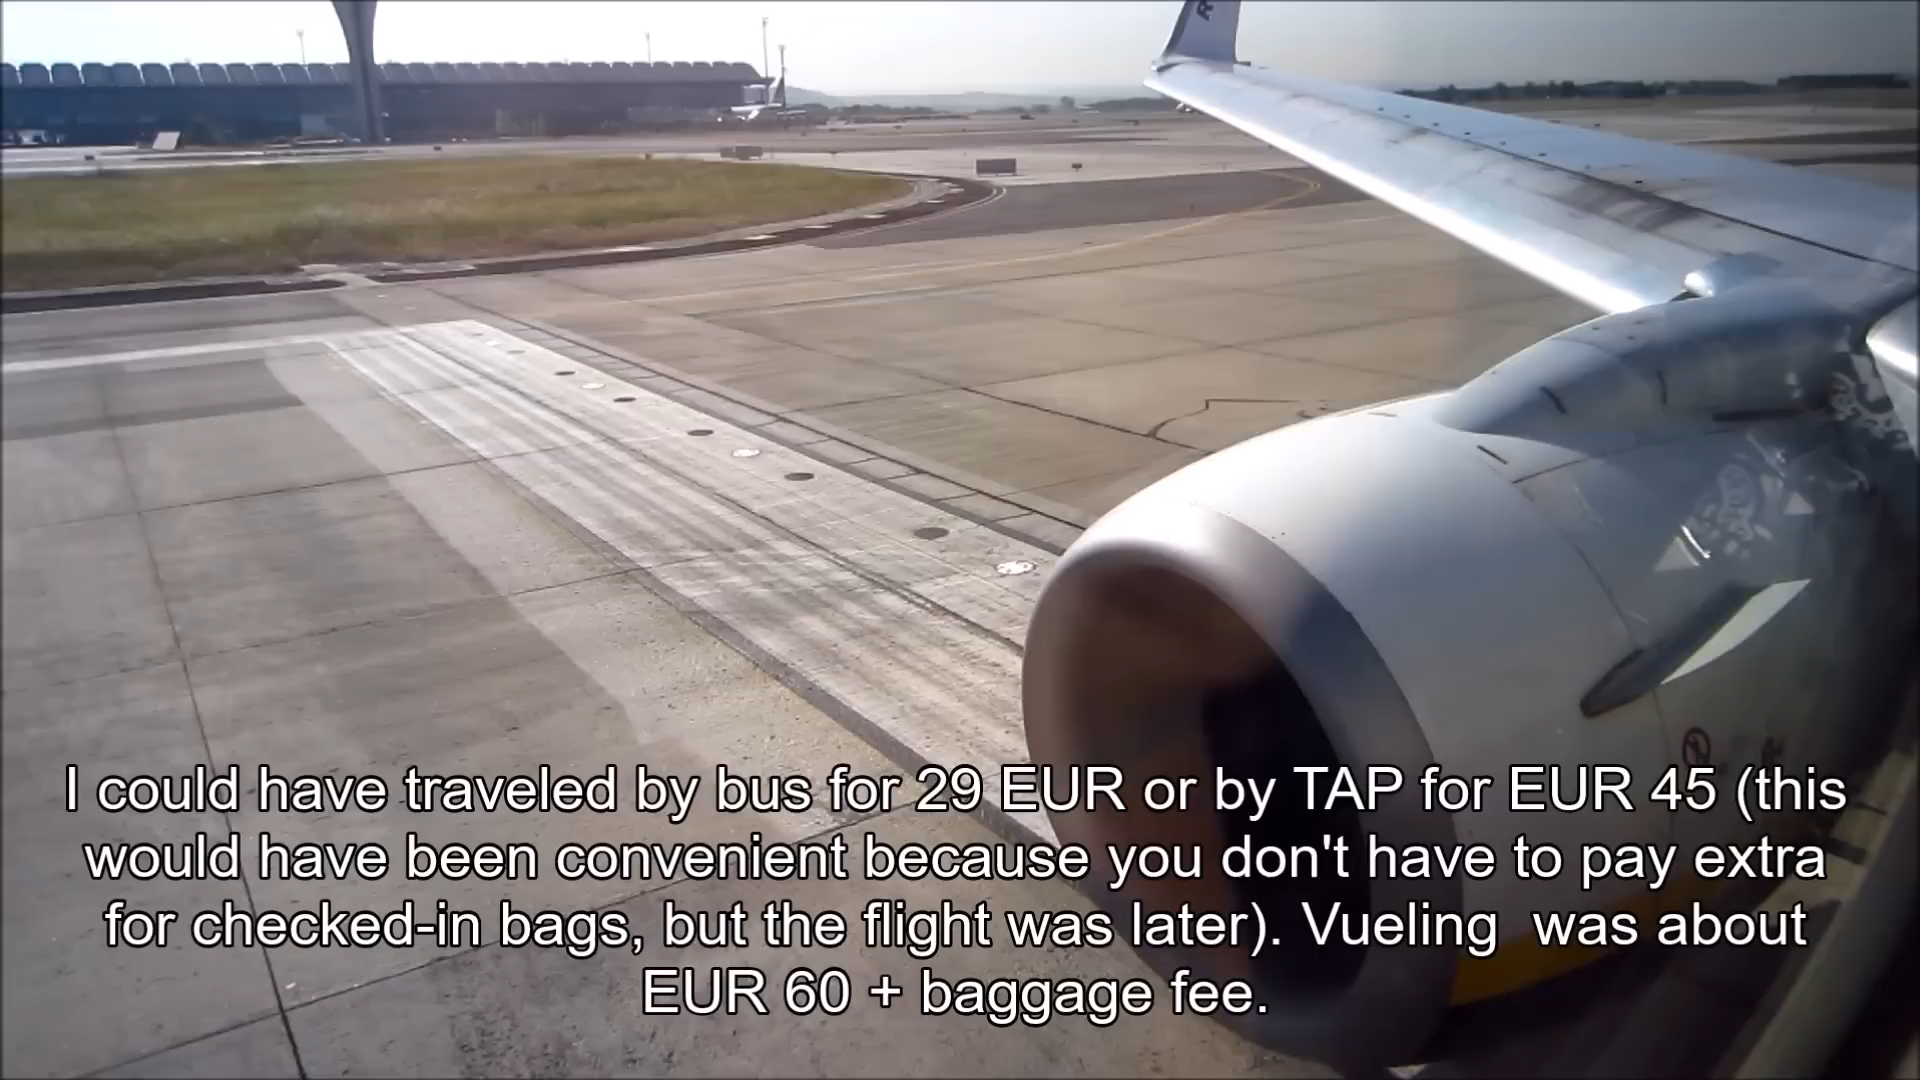 R
I could have traveled by bus for 29 EUR or by TAP for EUR 45 (this
would have been convenient because you don't have to pay extra
for checked-in bags, but the flight was later). Vueling  was about
EUR 60 + baggage fee.